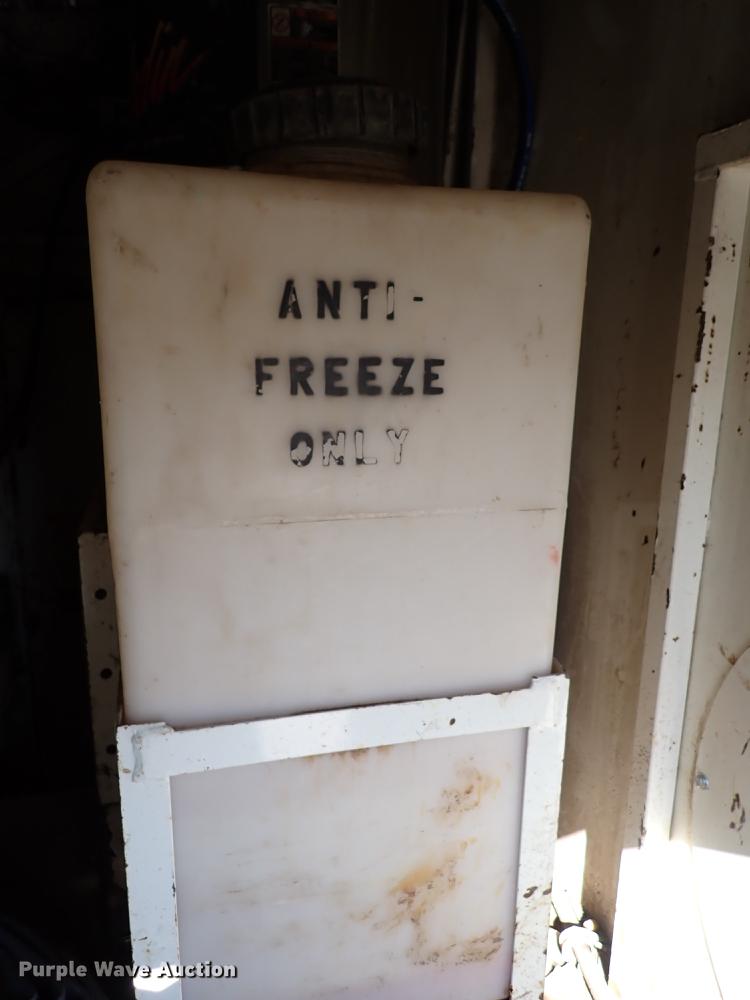 ANTI-
FREEZE
ONLY
Purple Wave Auction